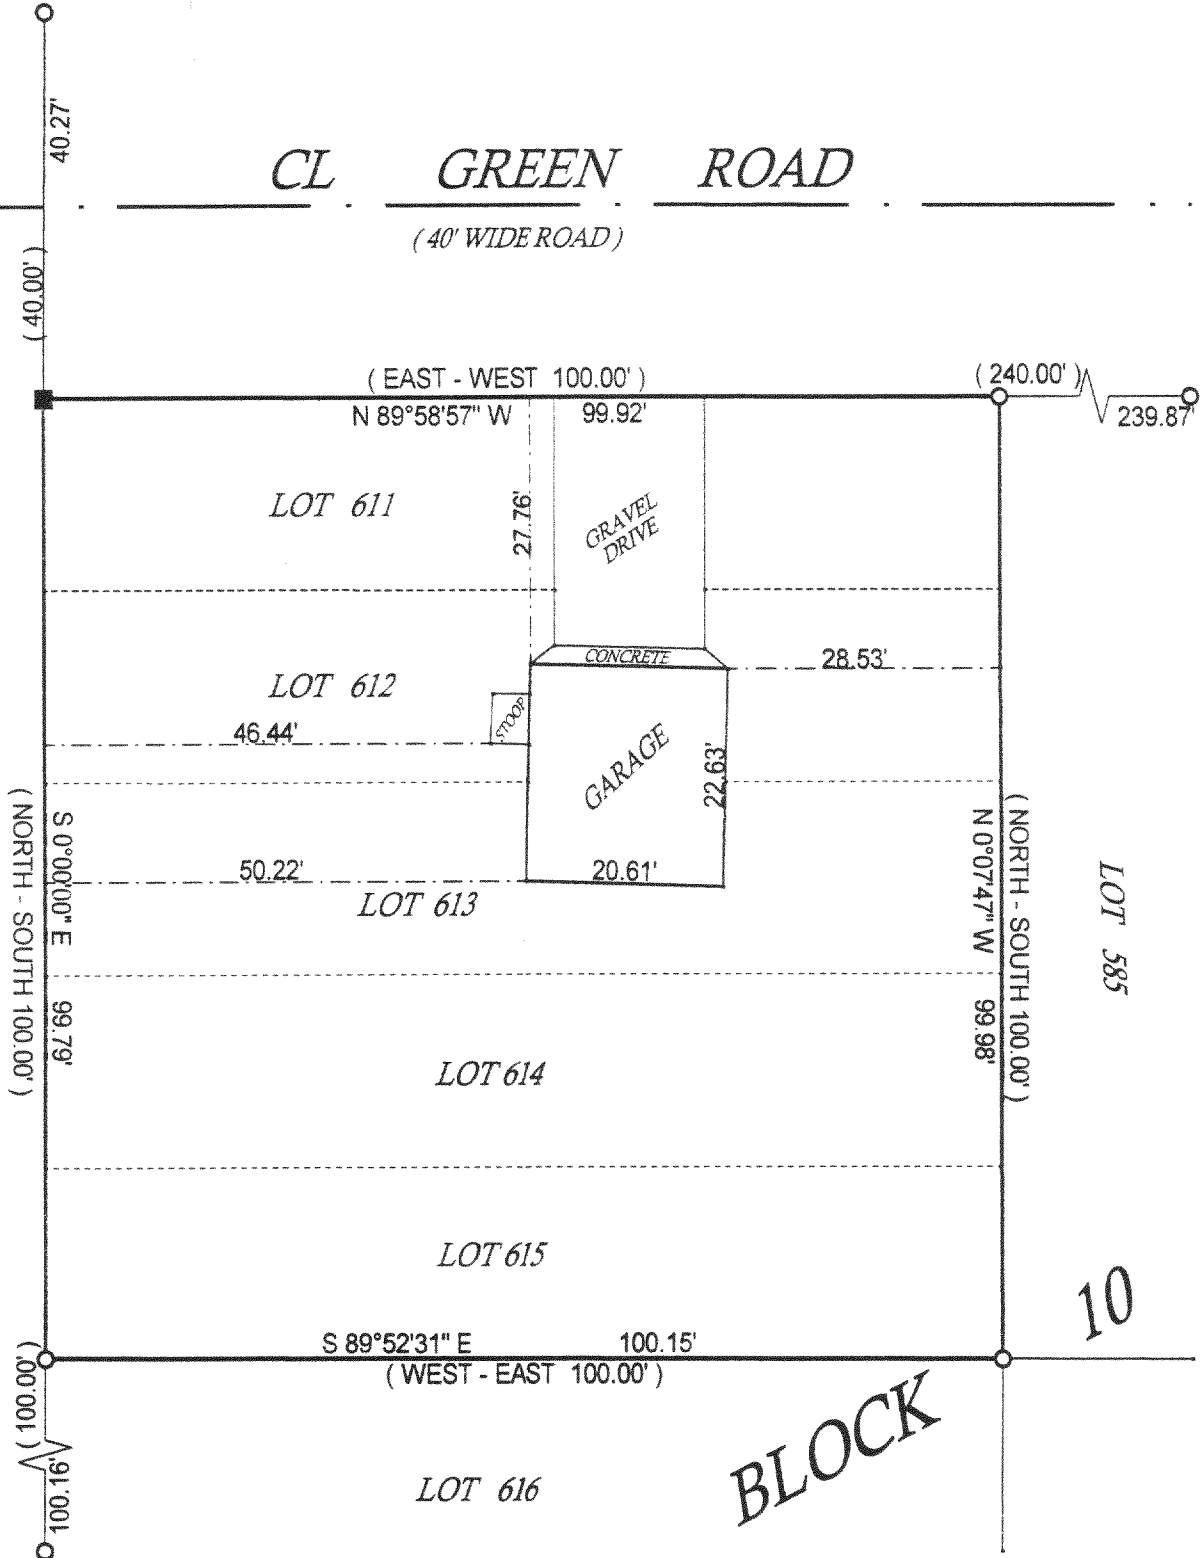 40.27'
CL GREEN ROAD
( 40' WIDE ROAD )
( 40.00' )
( EAST - WEST 100.00' )
( 240.00' )
N 89°58'57" W 99.92'
239.87'
LOT 611
27.76'
GRAVEL
DRIVE
CONCRETE
28.53'
LOT 612
STOOP
46.44'
GARAGE
22.63'
( NORTH - SOUTH 100.00' )
S 0°00'00" E 99.79'
50.22'
20.61'
LOT 613
N 0°07'47" W 99.98'
( NORTH - SOUTH 100.00' )
LOT 585
LOT 614
LOT 615
10
S 89°52'31" E 100.15'
( WEST - EAST 100.00' )
( 100.00' )
BLOCK
100.16'
LOT 616